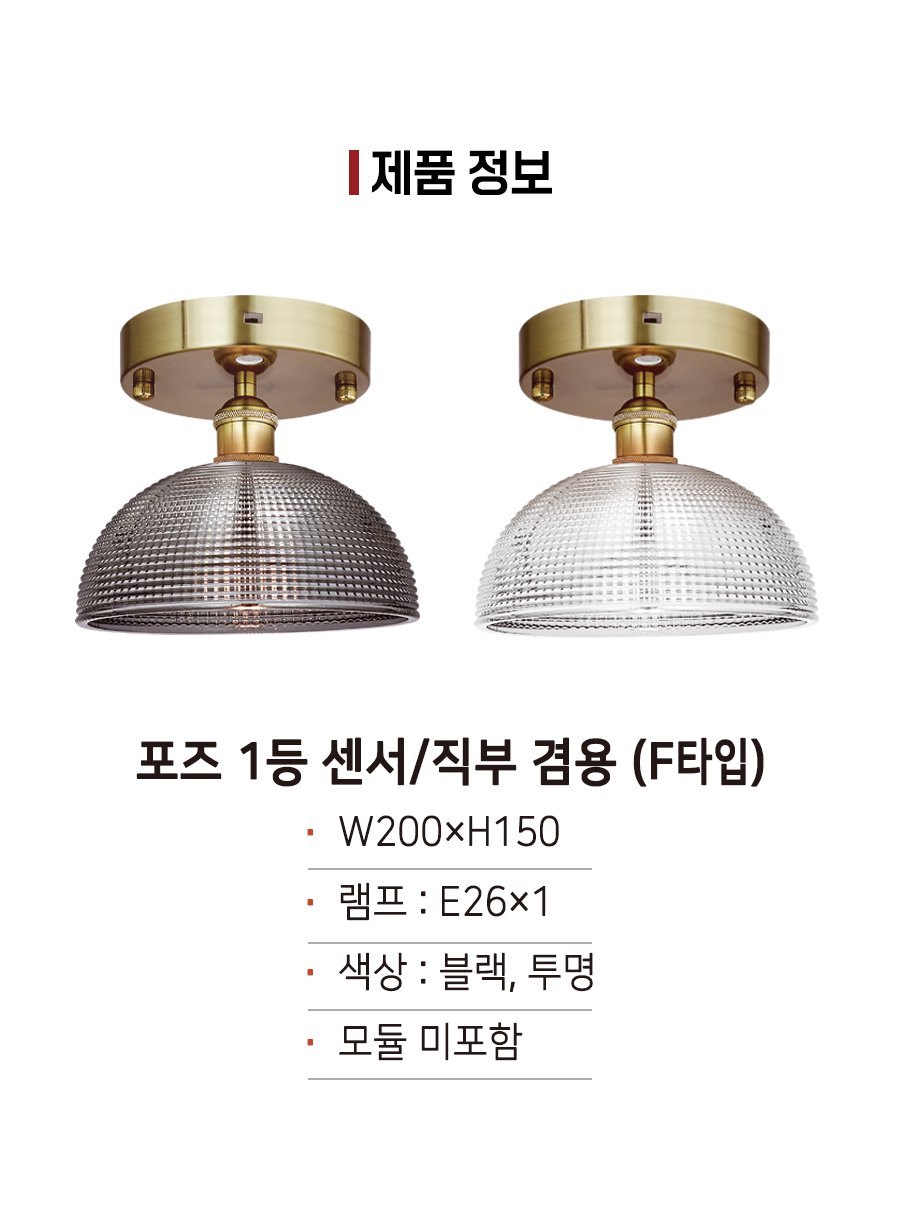 제품 정보
포즈 1등 센서/직부 겸용 (F타입)
· W200×H150
· 램프 : E26×1
· 색상 : 블랙, 투명
· 모듈 미포함